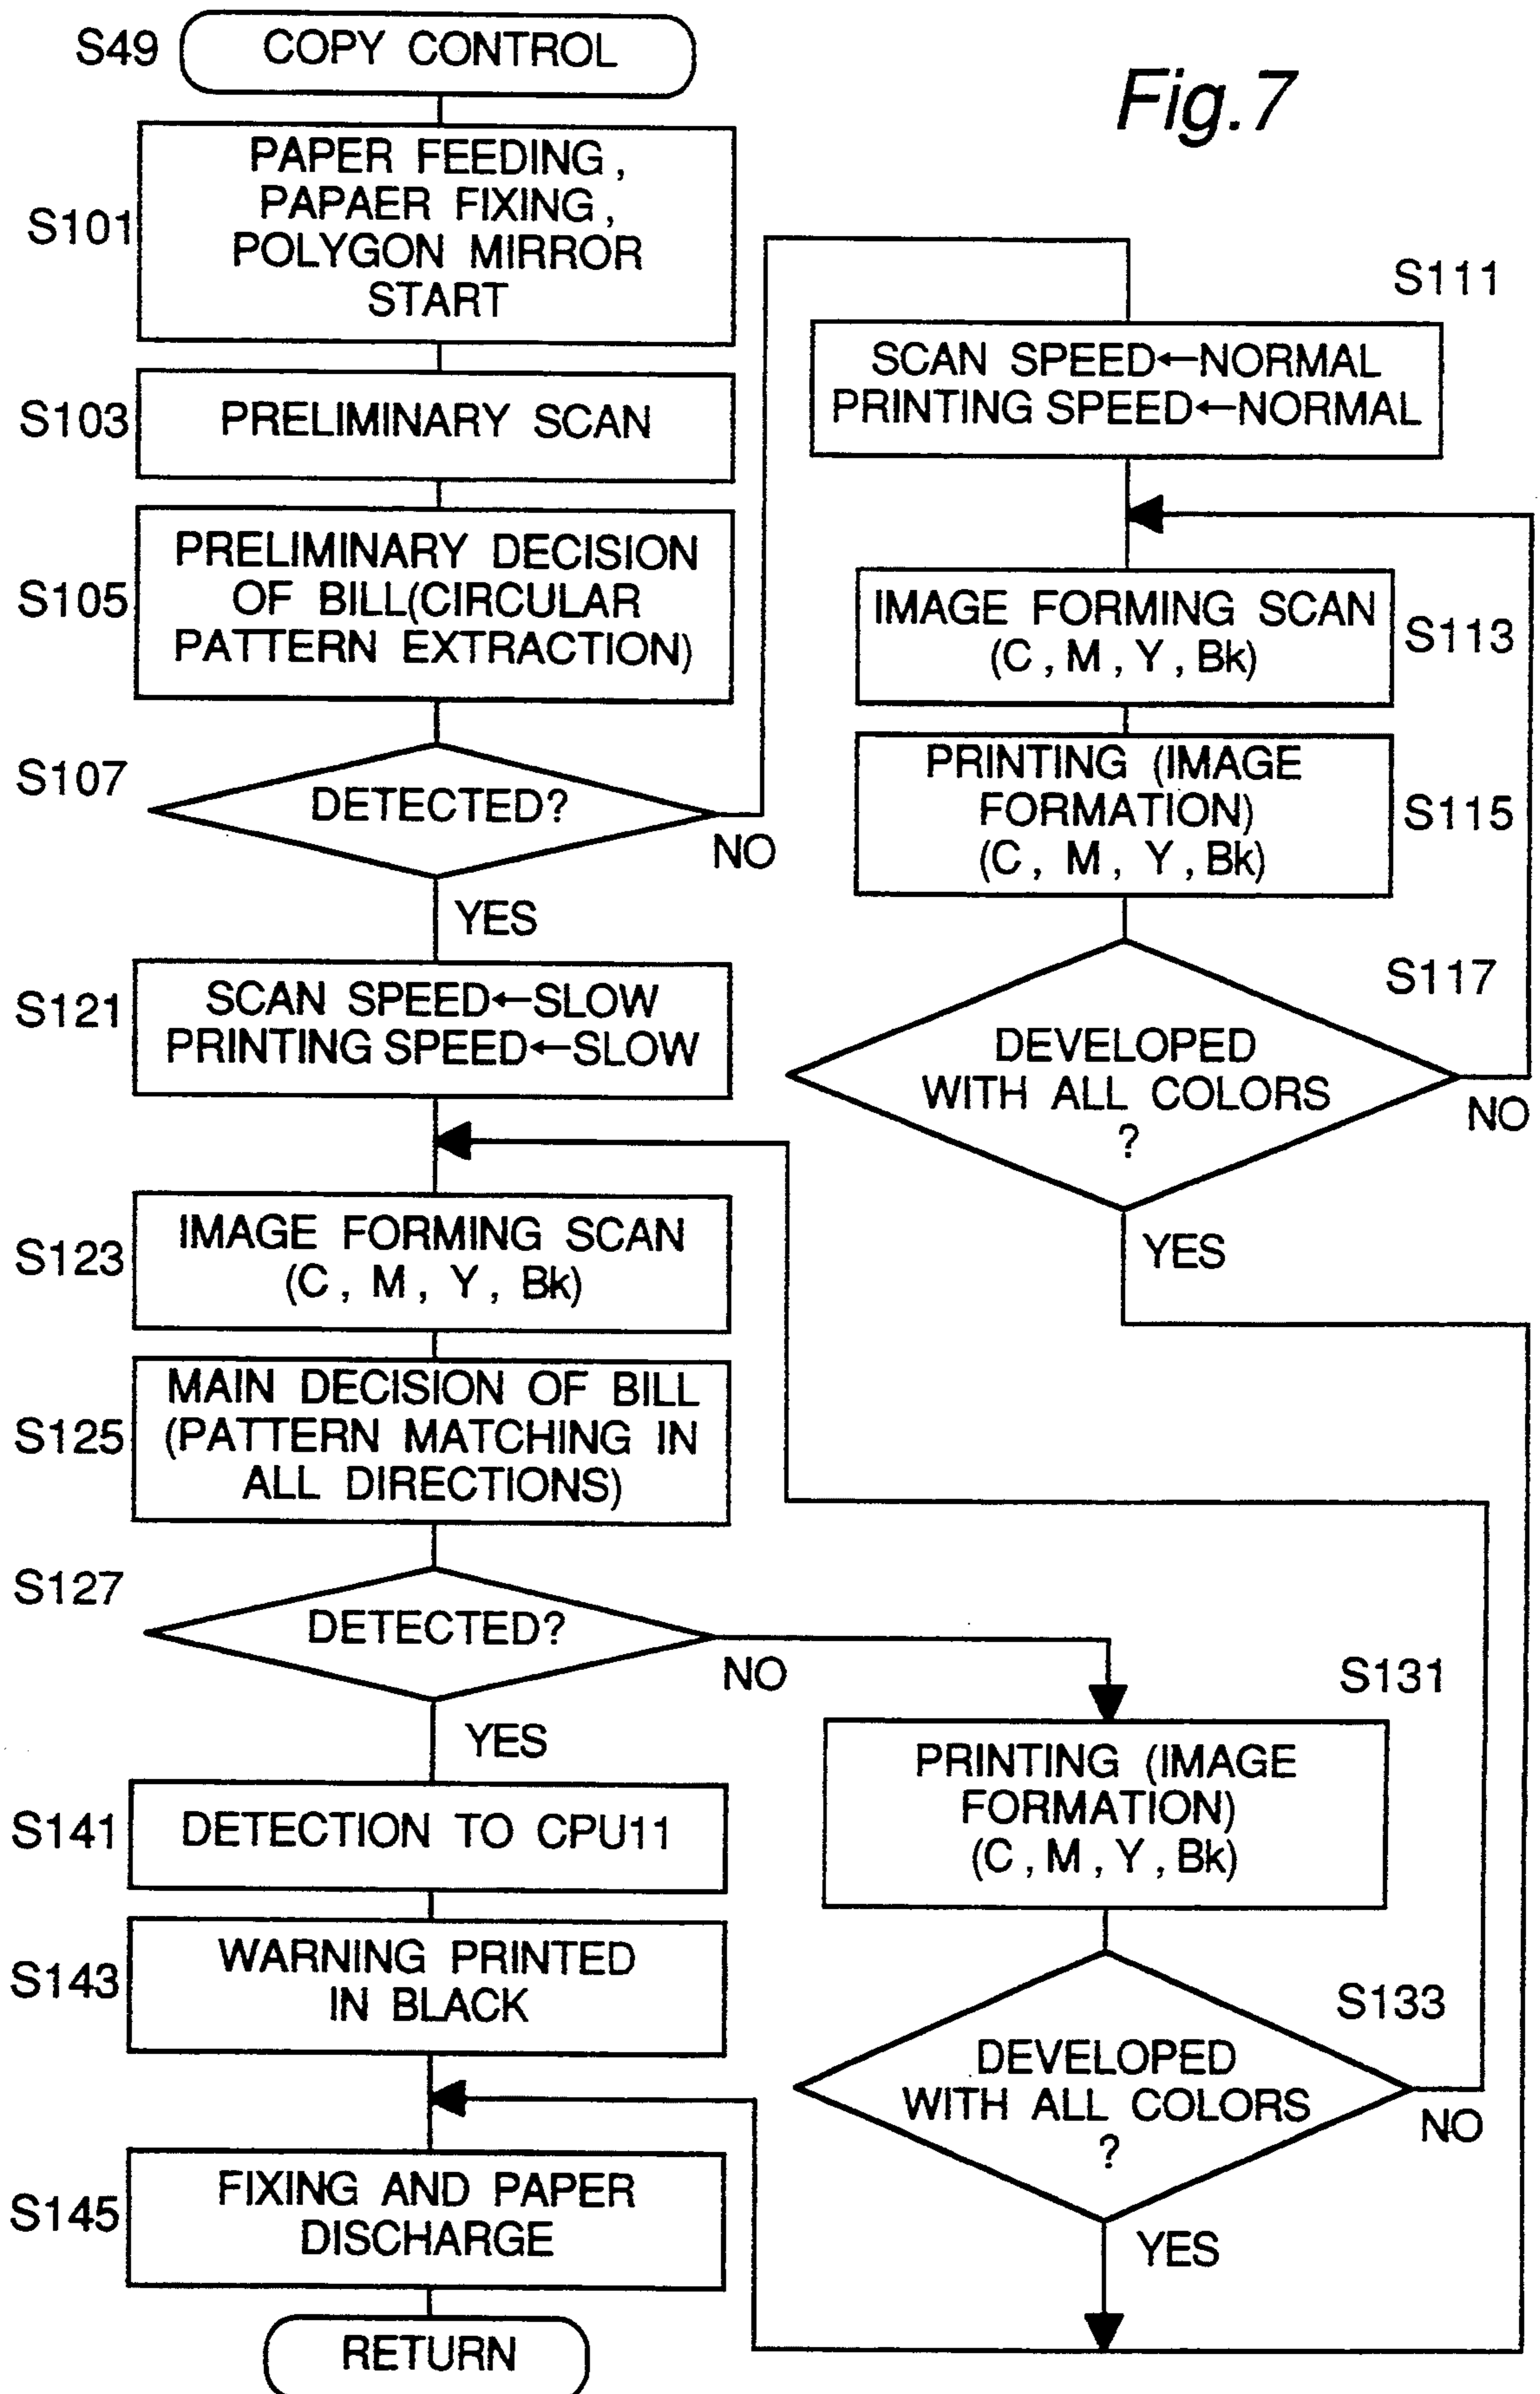 Fig.7
S49 COPY CONTROL
S101
PAPER FEEDING,
PAPAER FIXING,
POLYGON MIRROR
START
S103 PRELIMINARY SCAN
S105
PRELIMINARY DECISION
OF BILL(CIRCULAR
PATTERN EXTRACTION)
S107
DETECTED?
NO
YES
S111
SCAN SPEED←NORMAL
PRINTING SPEED←NORMAL
S113
IMAGE FORMING SCAN
(C, M, Y, Bk)
S115
PRINTING (IMAGE
FORMATION)
(C, M, Y, Bk)
S117
DEVELOPED
WITH ALL COLORS
?
NO
YES
S121
SCAN SPEED←SLOW
PRINTING SPEED←SLOW
S123
IMAGE FORMING SCAN
(C, M, Y, Bk)
S125
MAIN DECISION OF BILL
(PATTERN MATCHING IN
ALL DIRECTIONS)
S127
DETECTED?
NO
YES
S131
PRINTING (IMAGE
FORMATION)
(C, M, Y, Bk)
S133
DEVELOPED
WITH ALL COLORS
?
NO
YES
S141 DETECTION TO CPU11
S143
WARNING PRINTED
IN BLACK
S145
FIXING AND PAPER
DISCHARGE
RETURN